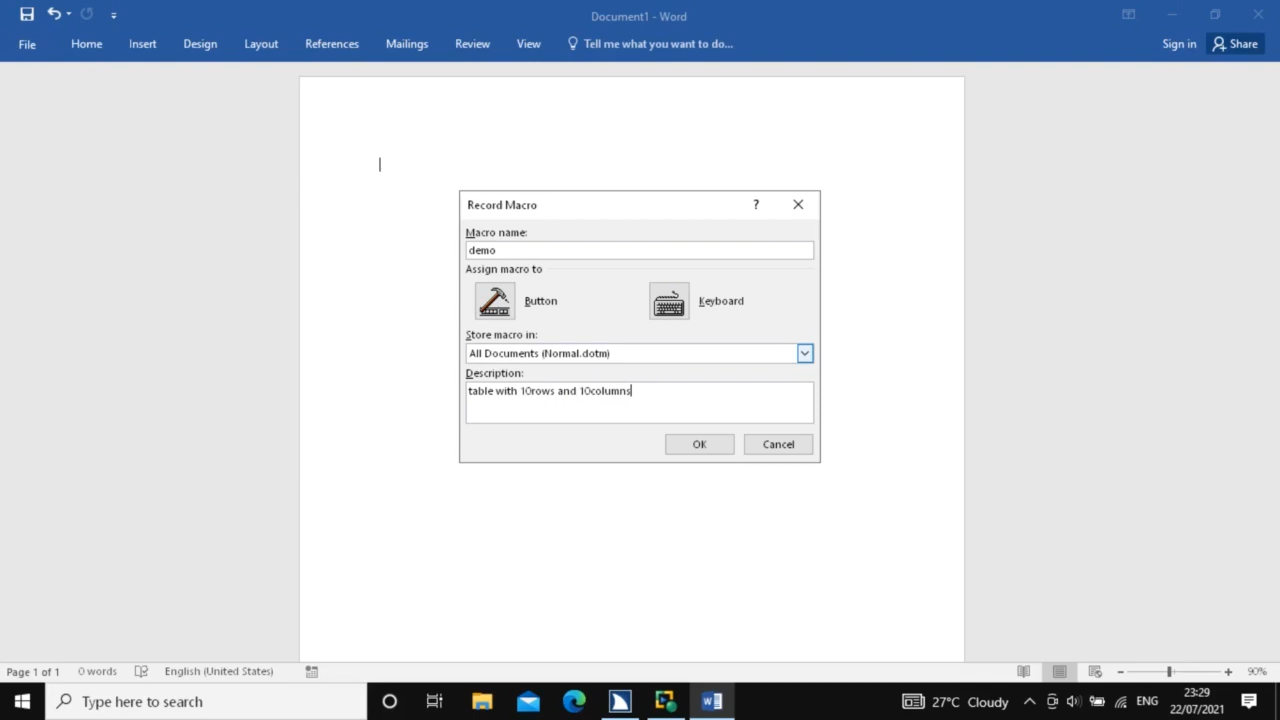 Document1 - Word
File Home Insert Design Layout References Mailings Review View Tell me what you want to do... Sign in Share
Record Macro ?
Macro name:
demo
Assign macro to
Button Keyboard
Store macro in:
All Documents (Normal.dotm)
Description:
table with 10rows and 10columns
OK Cancel
Page 1 of 1 0 words English (United States) 90%
Type here to search 27°C Cloudy ENG 23:29
22/07/2021